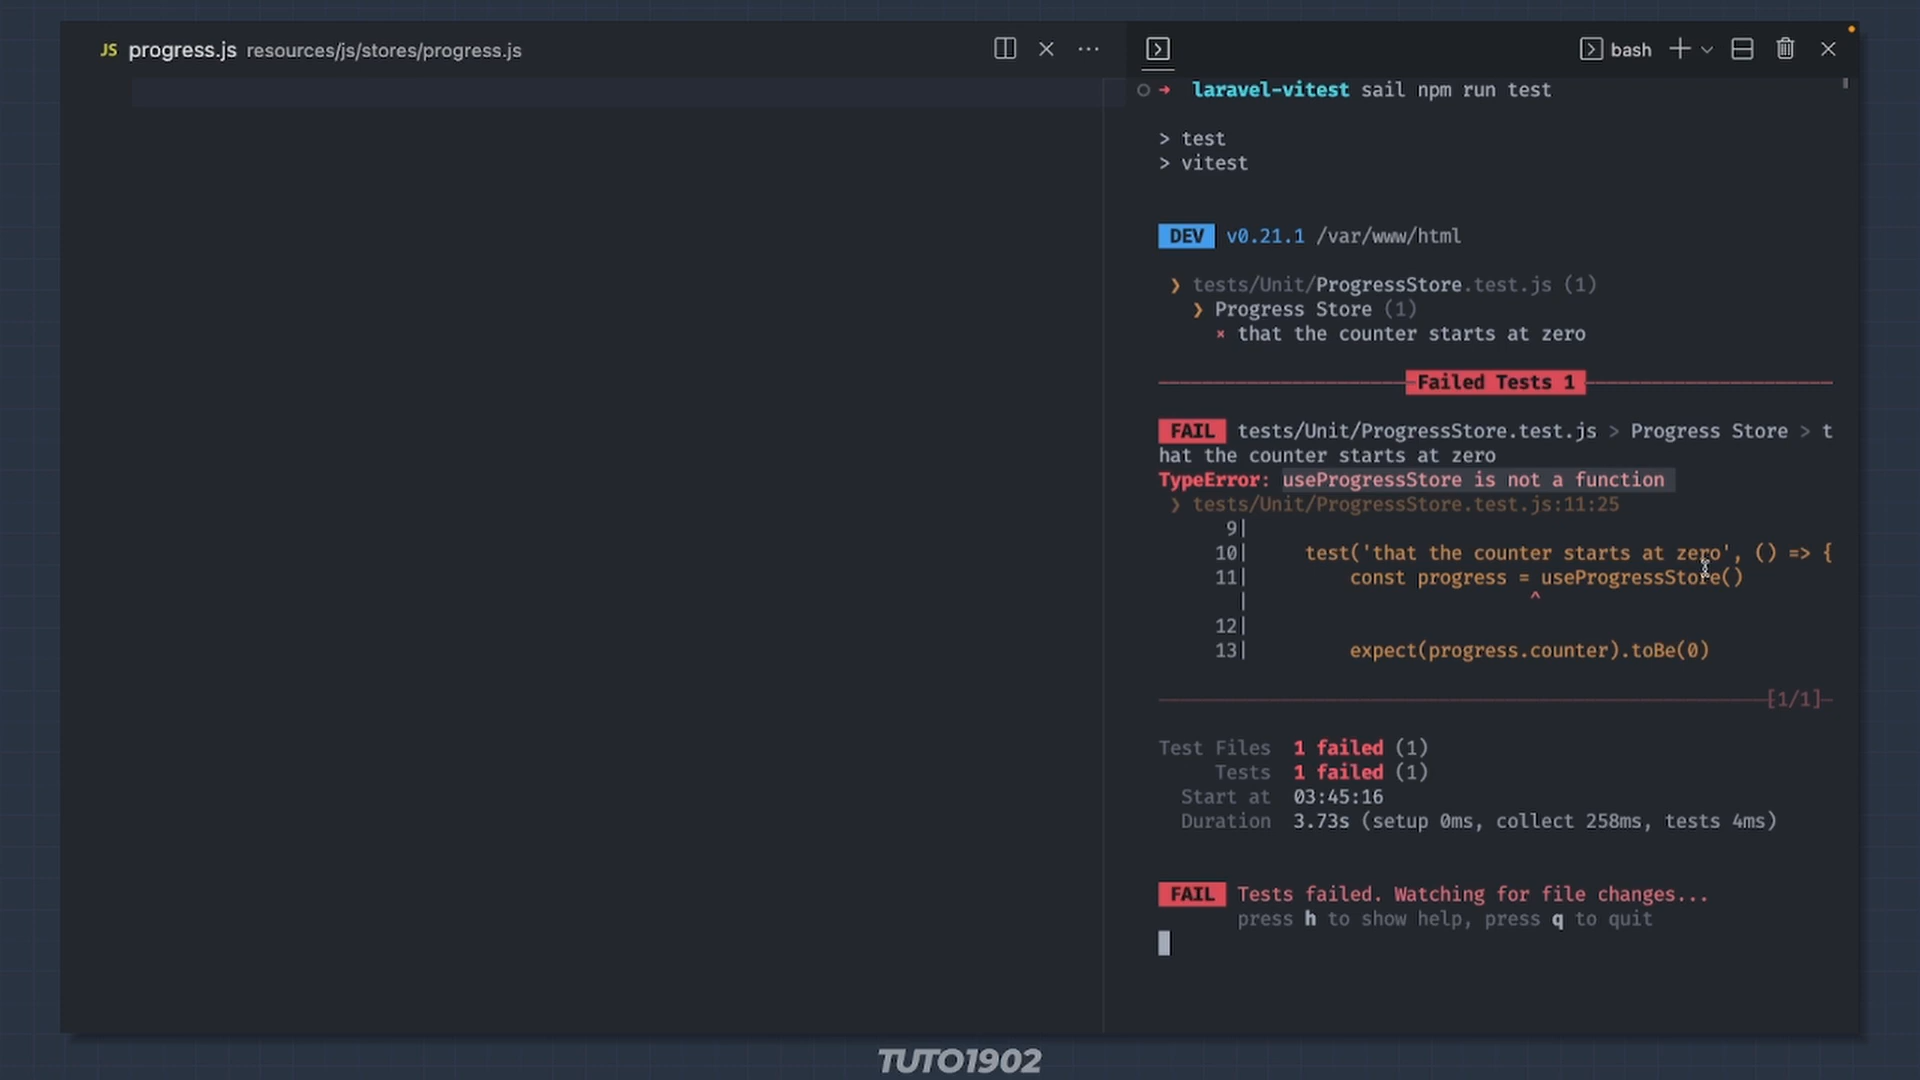 JS progress.js resources/js/stores/progress.js
bash
laravel-vitest sail npm run test
> test
> vitest
DEV v0.21.1 /var/www/html
❯ tests/Unit/ProgressStore.test.js (1)
❯ Progress Store (1)
× that the counter starts at zero
Failed Tests 1
FAIL tests/Unit/ProgressStore.test.js > Progress Store > t
hat the counter starts at zero
TypeError: useProgressStore is not a function
❯ tests/Unit/ProgressStore.test.js:11:25
9|
10| test('that the counter starts at zero', () => {
11| const progress = useProgressStore()
| ^
12|
13| expect(progress.counter).toBe(0)
[1/1]
Test Files 1 failed (1)
Tests 1 failed (1)
Start at 03:45:16
Duration 3.73s (setup 0ms, collect 258ms, tests 4ms)
FAIL Tests failed. Watching for file changes...
press h to show help, press q to quit
TUTO1902